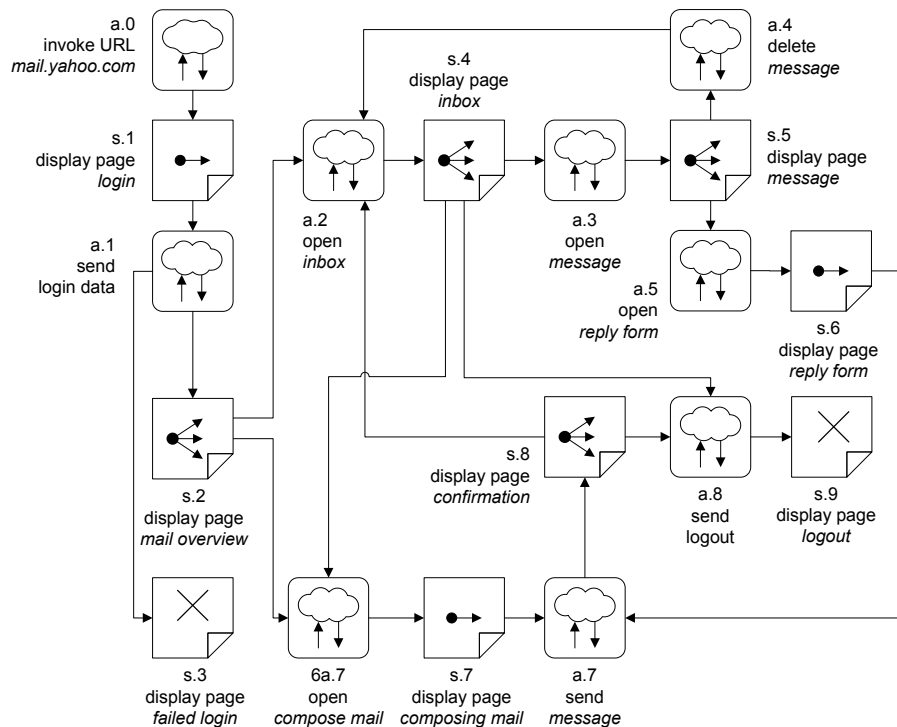 a.0
invoke URL
mail.yahoo.com
a.4
delete
message
s.4
display page
inbox
s.1
display page
login
s.5
display page
message
a.2
open
inbox
a.3
open
message
a.1
send
login data
a.5
open
reply form
s.6
display page
reply form
s.8
display page
confirmation
s.2
display page
mail overview
a.8
send
logout
s.9
display page
logout
s.3
display page
failed login
6a.7
open
compose mail
s.7
display page
composing mail
a.7
send
message